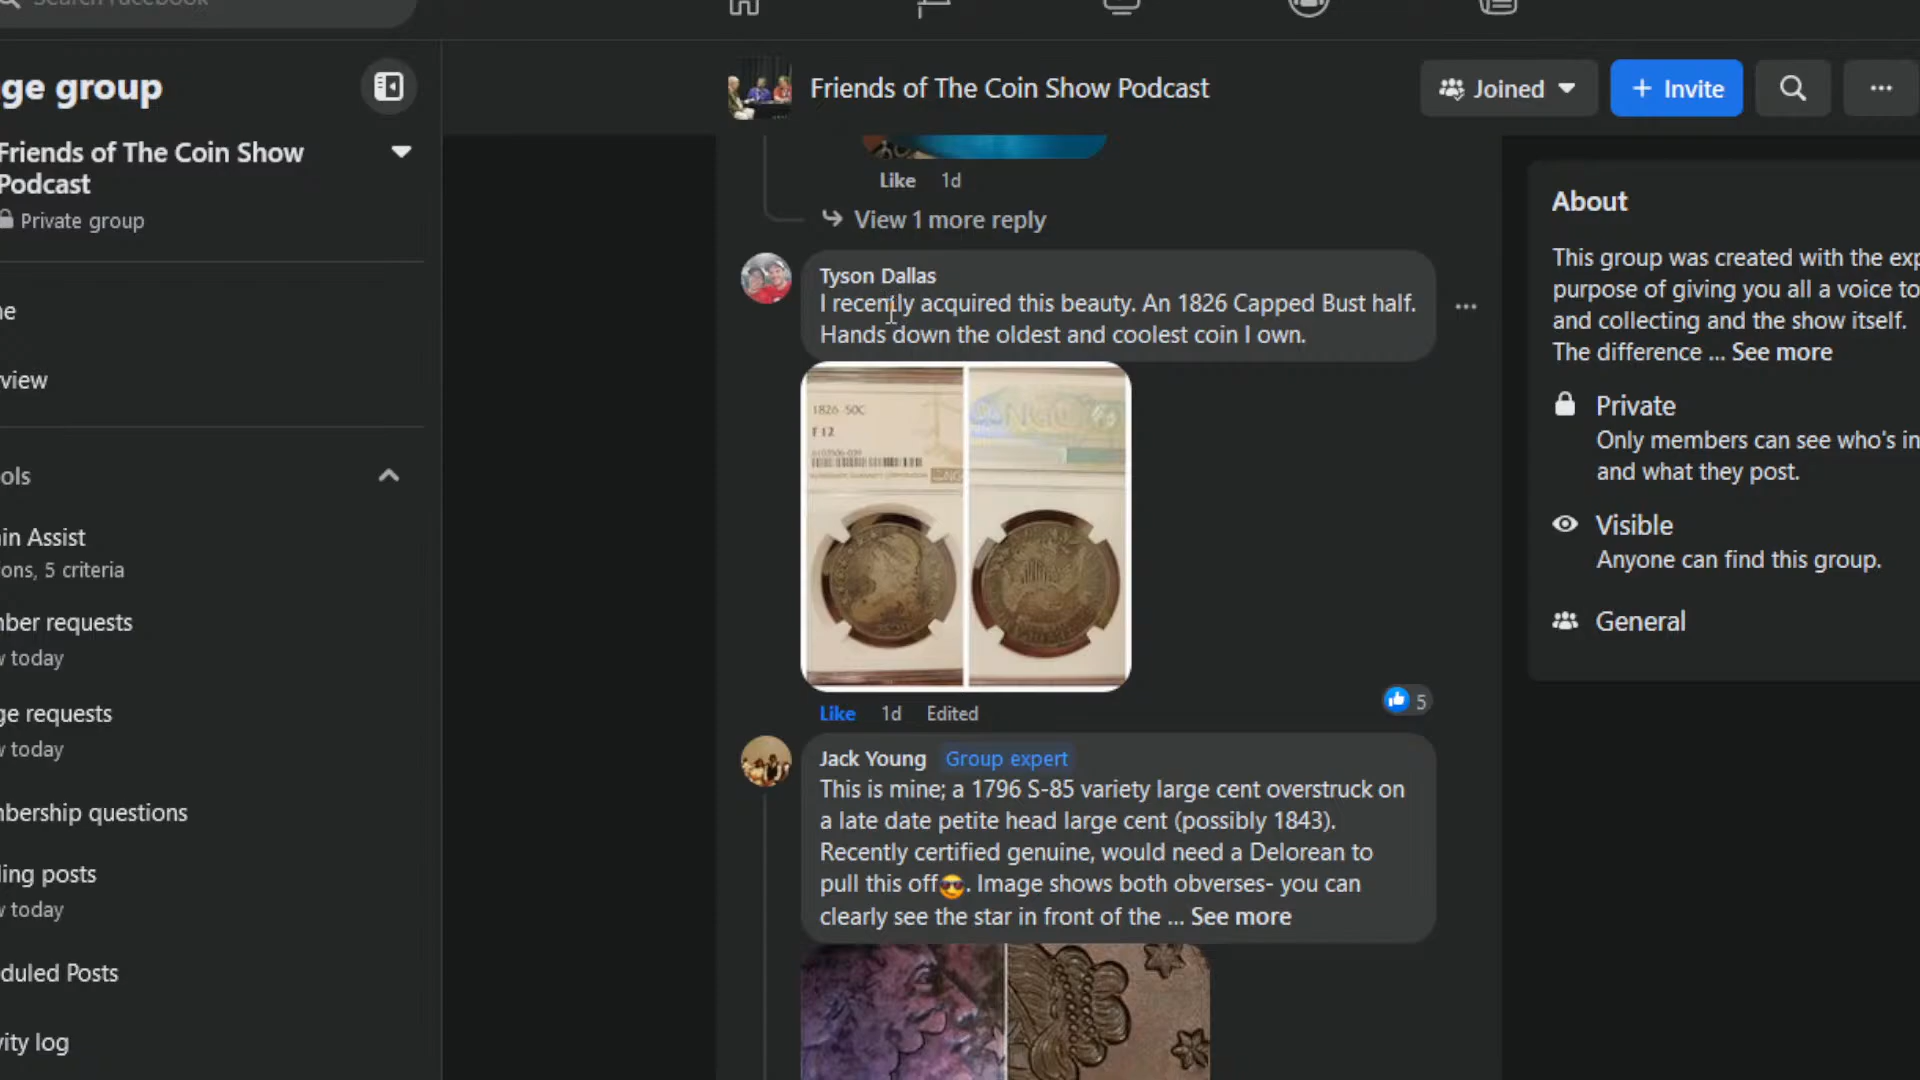 Search Facebook
ge group
Friends of The Coin Show
Podcast
Private group
ne
view
ols
in Assist
ions, 5 criteria
ber requests
w today
ge requests
w today
bership questions
ling posts
w today
duled Posts
vity log
Friends of The Coin Show Podcast
Joined
+ Invite
Like 1d
View 1 more reply
Tyson Dallas
I recently acquired this beauty. An 1826 Capped Bust half.
Hands down the oldest and coolest coin I own.
1826 50C
F 12
NGC
Like 1d Edited
5
Jack Young Group expert
This is mine; a 1796 S-85 variety large cent overstruck on
a late date petite head large cent (possibly 1843).
Recently certified genuine, would need a Delorean to
pull this off😎. Image shows both obverses- you can
clearly see the star in front of the ... See more
About
This group was created with the exp
purpose of giving you all a voice to
and collecting and the show itself.
The difference ... See more
Private
Only members can see who's in
and what they post.
Visible
Anyone can find this group.
General